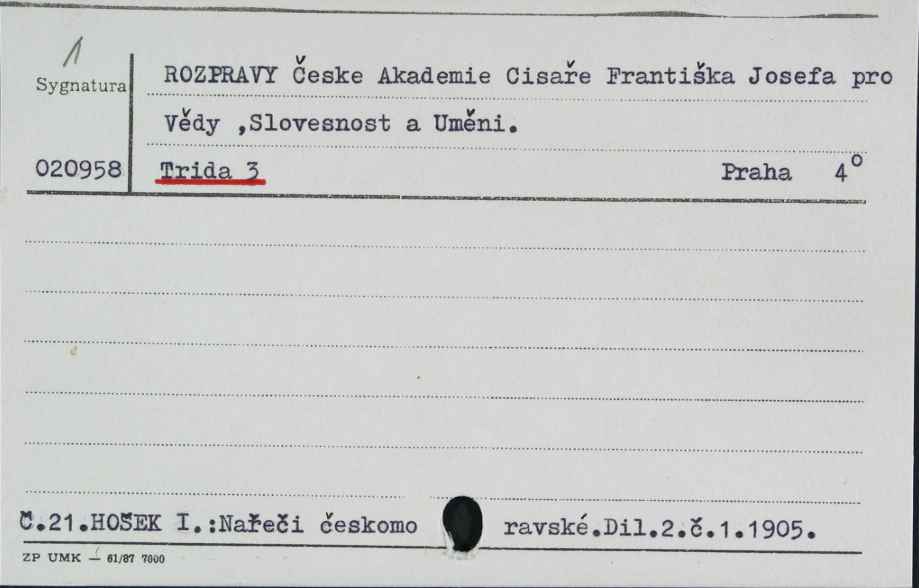 1
Sygnatura
ROZPRAVY Česke Akademie Cisaře Františka Josefa pro
Vědy ,Slovesnost a Uměni.
020958
Trida 3 Praha 4°
Č.21.HOŠEK I.:Nařeči českomo ravské.Dil.2.č.1.1905.
ZP UMK — 61/87 7000